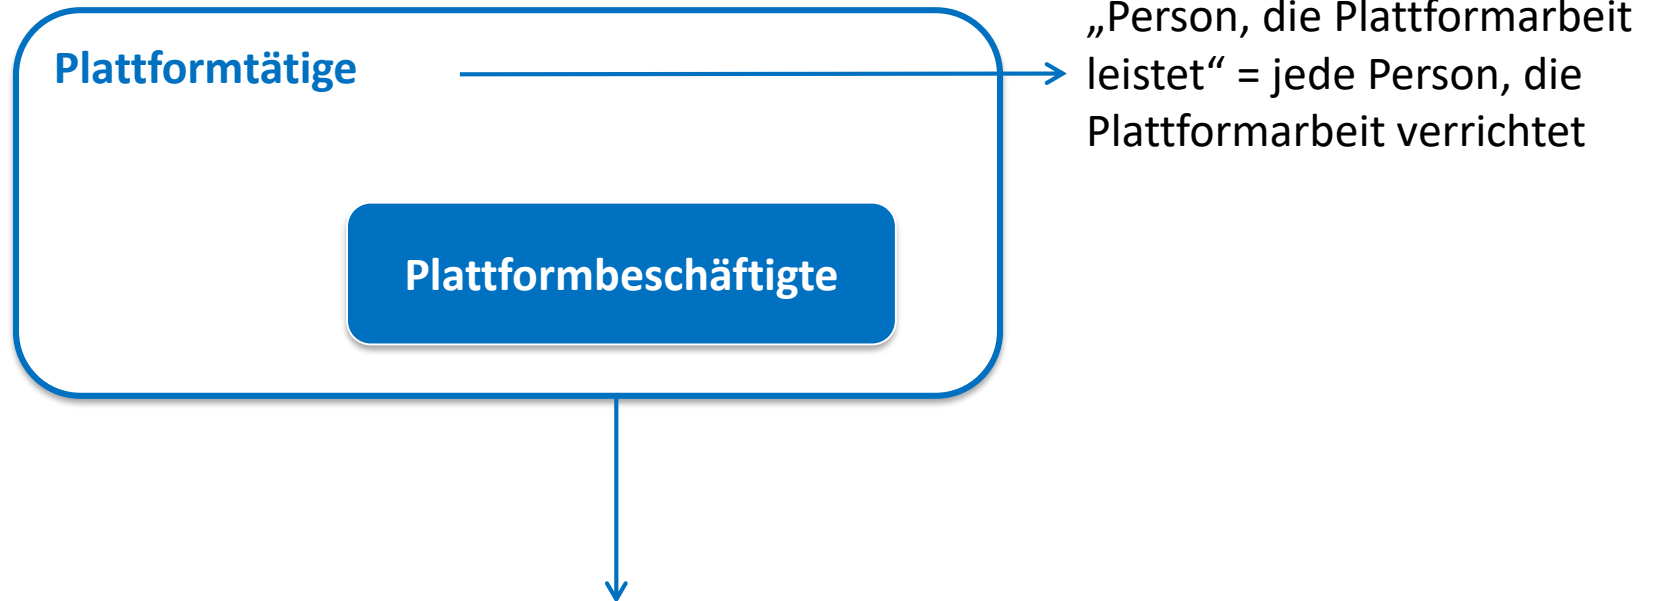 „Person, die Plattformarbeit
Plattformtätige
leistet“ = jede Person, die
Plattformarbeit verrichtet
Plattformbeschäftigte